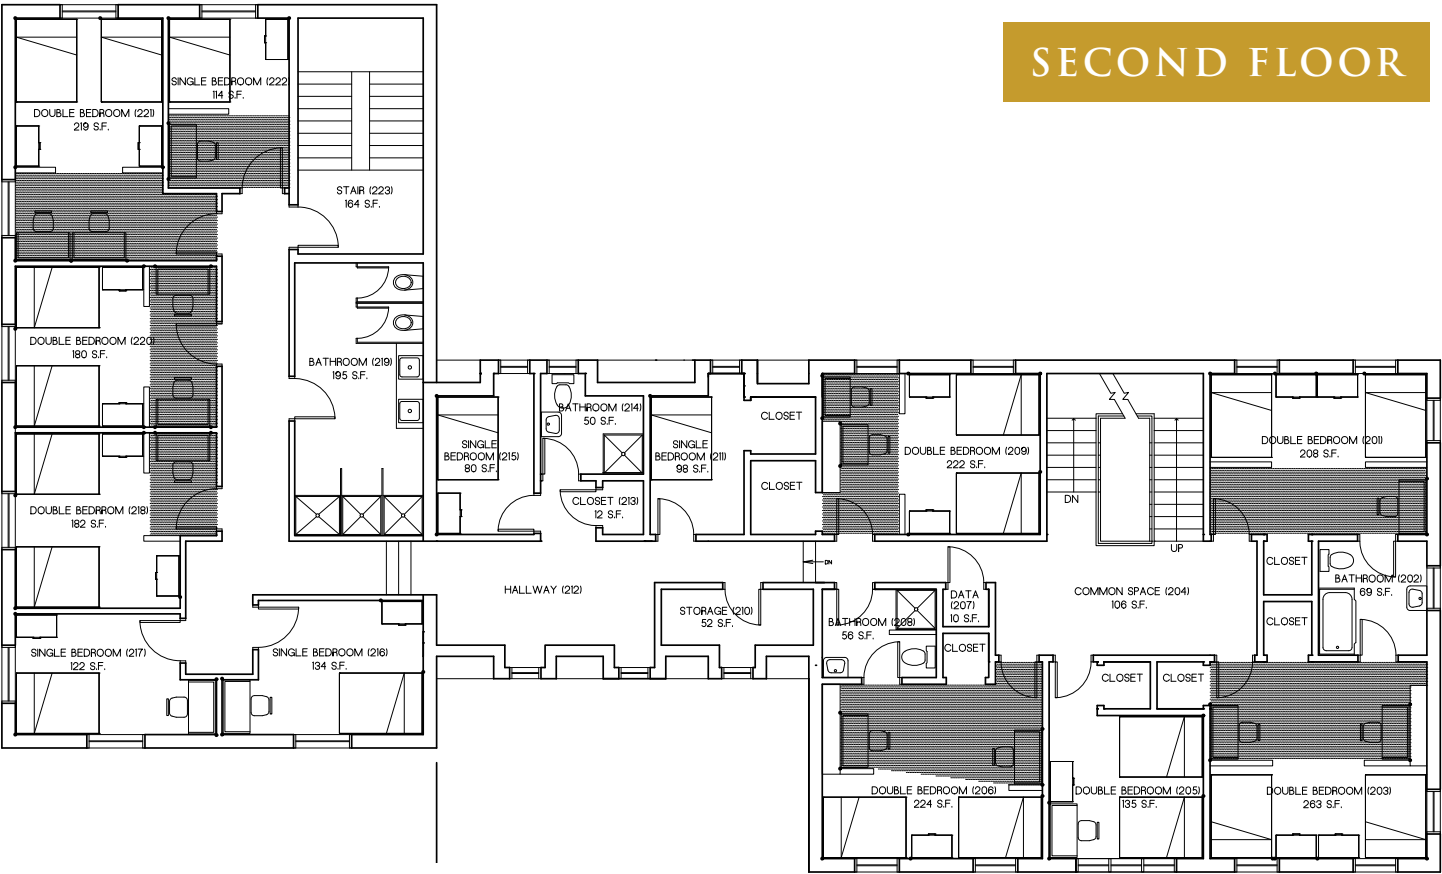 SECOND FLOOR
SINGLE BEDROOM (222
114 S.F.
DOUBLE BEDROOM (221)
219 S.F.
STAIR (223)
164 S.F.
DOUBLE BEDROOM (220)
180 S.F.
BATHROOM (219)
195 S.F.
DOUBLE BEDROOM (218)
182 S.F.
SINGLE
BEDROOM (215)
80 S.F.
BATHROOM (214)
50 S.F.
CLOSET (213)
12 S.F.
SINGLE
BEDROOM (211)
98 S.F.
CLOSET
CLOSET
DOUBLE BEDROOM (209)
222 S.F.
DN
UP
DOUBLE BEDROOM (201)
208 S.F.
CLOSET
BATHROOM (202)
69 S.F.
CLOSET
HALLWAY (212)
DN
STORAGE (210)
52 S.F.
BATHROOM (208)
56 S.F.
DATA
(207)
10 S.F.
CLOSET
COMMON SPACE (204)
106 S.F.
SINGLE BEDROOM (217)
122 S.F.
SINGLE BEDROOM (216)
134 S.F.
CLOSET
CLOSET
DOUBLE BEDROOM (206)
224 S.F.
DOUBLE BEDROOM (205)
135 S.F.
DOUBLE BEDROOM (203)
263 S.F.